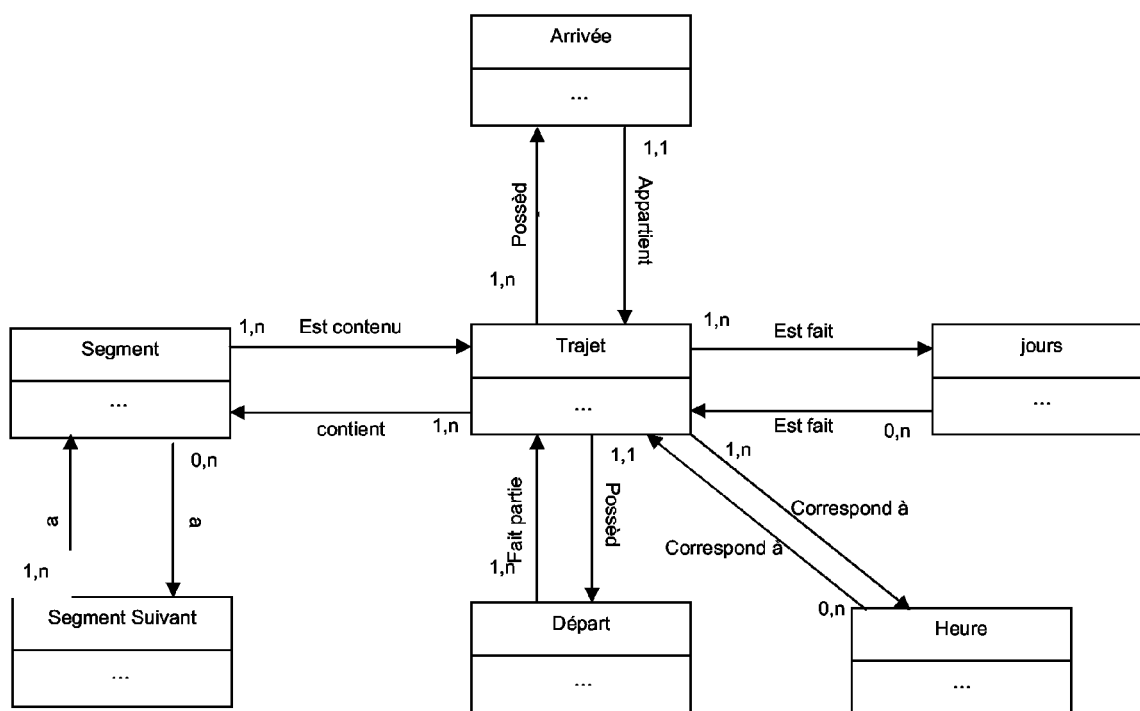 Arrivée
...
1,1
Possèd
Appartient
1,n
1,n
Est contenu
1,n
Segment
Trajet
Est fait
jours
...
...
...
contient
1,n
Est fait
0,n
0,n
1,1
1,n
a
a
Fait partie
Possèd
Correspond à
Correspond à
1,n
1,n
0,n
Segment Suivant
Départ
Heure
...
...
...